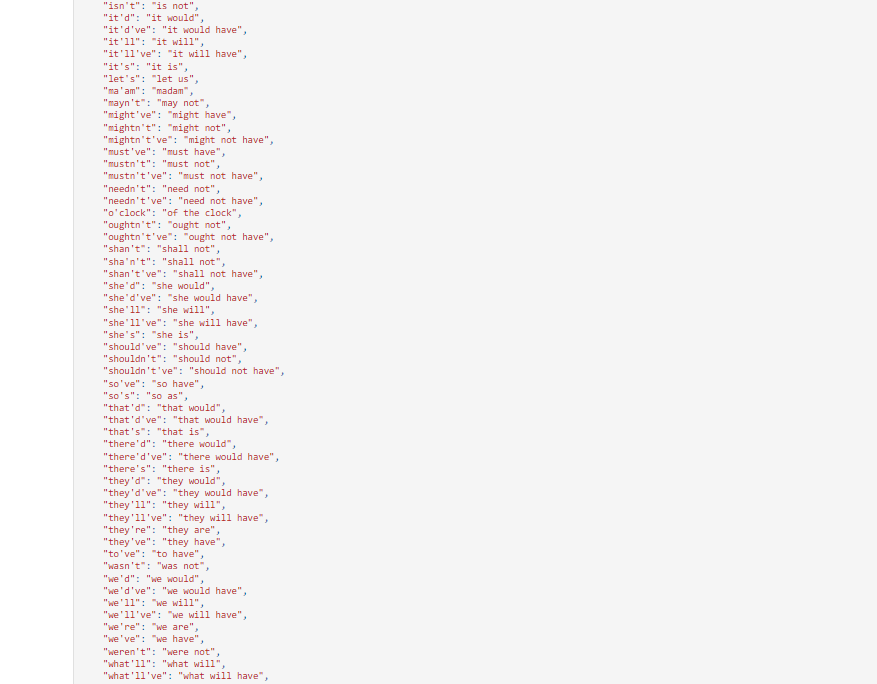 "isn't": "is not",
"it'd": "it would",
"it'd've": "it would have",
"it'll": "it will",
"it'll've": "it will have",
"it's": "it is",
"let's": "let us",
"ma'am": "madam",
"mayn't": "may not",
"might've": "might have",
"mightn't": "might not",
"mightn't've": "might not have",
"must've": "must have",
"mustn't": "must not",
"mustn't've": "must not have",
"needn't": "need not",
"needn't've": "need not have",
"o'clock": "of the clock",
"oughtn't": "ought not",
"oughtn't've": "ought not have",
"shan't": "shall not",
"sha'n't": "shall not",
"shan't've": "shall not have",
"she'd": "she would",
"she'd've": "she would have",
"she'll": "she will",
"she'll've": "she will have",
"she's": "she is",
"should've": "should have",
"shouldn't": "should not",
"shouldn't've": "should not have",
"so've": "so have",
"so's": "so as",
"that'd": "that would",
"that'd've": "that would have",
"that's": "that is",
"there'd": "there would",
"there'd've": "there would have",
"there's": "there is",
"they'd": "they would",
"they'd've": "they would have",
"they'll": "they will",
"they'll've": "they will have",
"they're": "they are",
"they've": "they have",
"to've": "to have",
"wasn't": "was not",
"we'd": "we would",
"we'd've": "we would have",
"we'll": "we will",
"we'll've": "we will have",
"we're": "we are",
"we've": "we have",
"weren't": "were not",
"what'll": "what will",
"what'll've": "what will have",